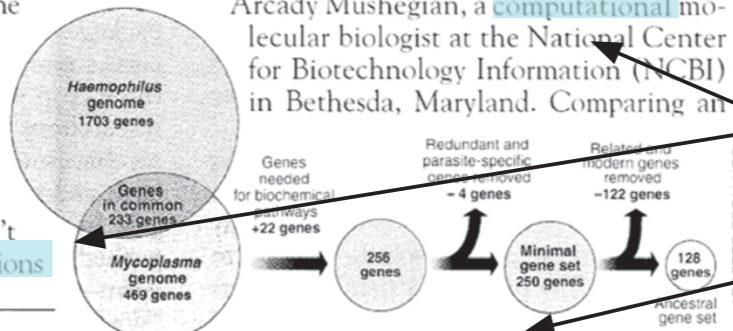 Arcady Mushegian, a computational mo-
lecular biologist at the National Center
for Biotechnology Information (NCBI)
in Bethesda, Maryland. Comparing an
Haemophilus
genome
1703 genes
Genes
in common
233 genes
Mycoplasma
genome
469 genes
Genes
needed
for biochemical
pathways
+22 genes
256
genes
Redundant and
parasite-specific
genes removed
– 4 genes
Minimal
gene set
250 genes
Related and
modern genes
removed
–122 genes
128
genes
Ancestral
gene set